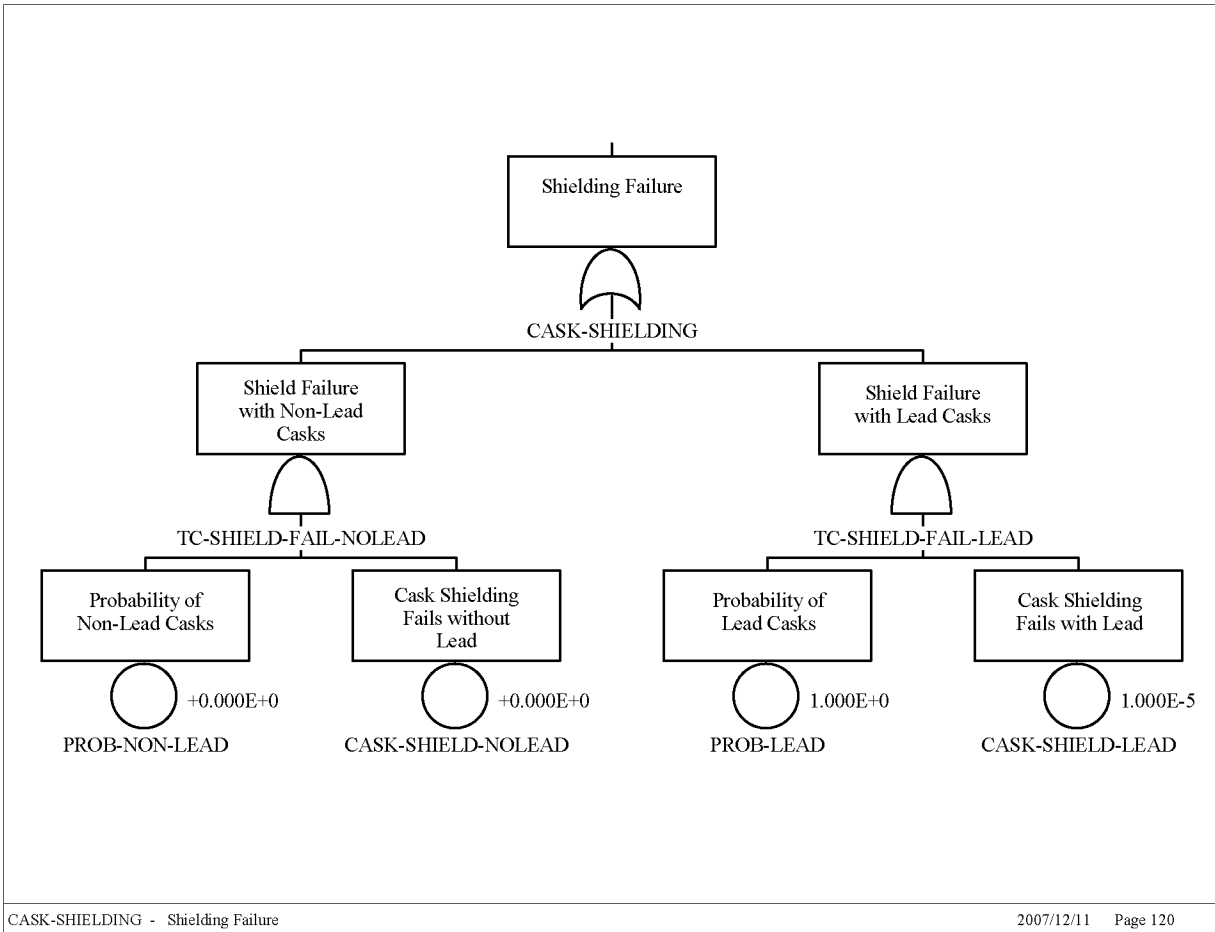 Shielding Failure
CASK-SHIELDING
Shield Failure
with Non-Lead
Casks
Shield Failure
with Lead Casks
TC-SHIELD-FAIL-NOLEAD
TC-SHIELD-FAIL-LEAD
Probability of
Non-Lead Casks
Cask Shielding
Fails without
Lead
Probability of
Lead Casks
Cask Shielding
Fails with Lead
+0.000E+0
+0.000E+0
1.000E+0
1.000E-5
PROB-NON-LEAD
CASK-SHIELD-NOLEAD
PROB-LEAD
CASK-SHIELD-LEAD
CASK-SHIELDING - Shielding Failure
2007/12/11 Page 120